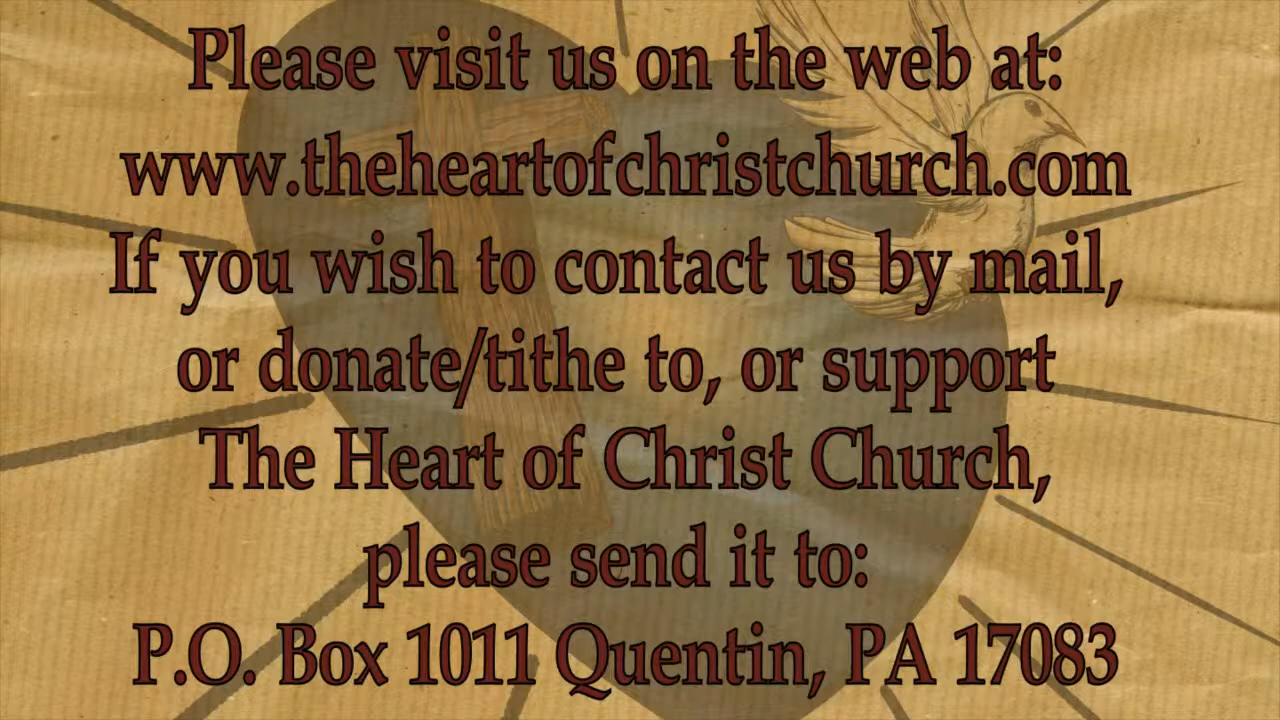 Please visit us on the web at:
www.theheartofchristchurch.com
If you wish to contact us by mail,
or donate/tithe to, or support
The Heart of Christ Church,
please send it to:
P.O. Box 1011 Quentin, PA 17083